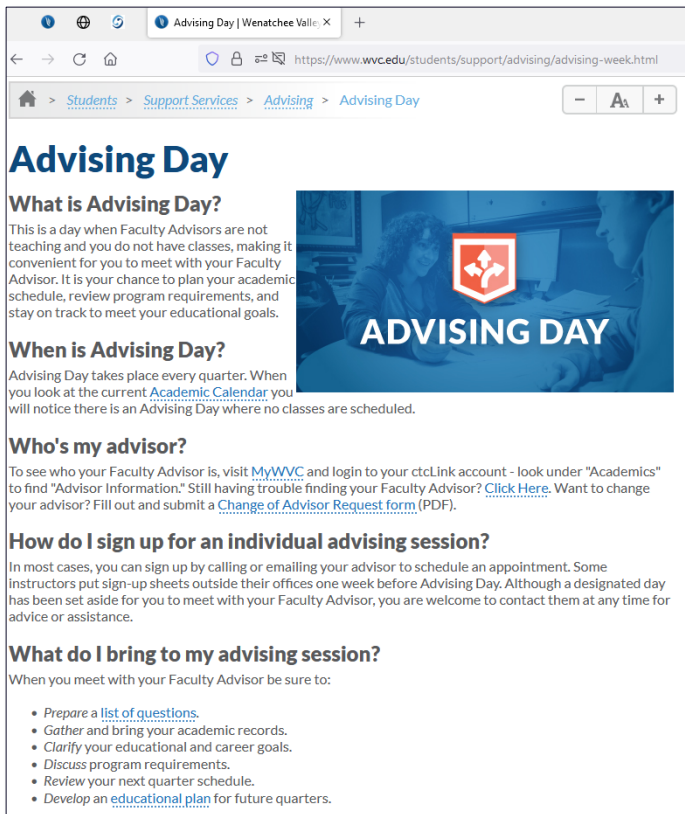 Advising Day | Wenatchee Valley
https://www.wvc.edu/students/support/advising/advising-week.html
> Students > Support Services > Advising > Advising Day
- AA +
Advising Day
What is Advising Day?
This is a day when Faculty Advisors are not
teaching and you do not have classes, making it
convenient for you to meet with your Faculty
Advisor. It is your chance to plan your academic
schedule, review program requirements, and
stay on track to meet your educational goals.
ADVISING DAY
When is Advising Day?
Advising Day takes place every quarter. When
you look at the current Academic Calendar you
will notice there is an Advising Day where no classes are scheduled.
Who's my advisor?
To see who your Faculty Advisor is, visit MyWVC and login to your ctcLink account - look under "Academics"
to find "Advisor Information." Still having trouble finding your Faculty Advisor? Click Here. Want to change
your advisor? Fill out and submit a Change of Advisor Request form (PDF).
How do I sign up for an individual advising session?
In most cases, you can sign up by calling or emailing your advisor to schedule an appointment. Some
instructors put sign-up sheets outside their offices one week before Advising Day. Although a designated day
has been set aside for you to meet with your Faculty Advisor, you are welcome to contact them at any time for
advice or assistance.
What do I bring to my advising session?
When you meet with your Faculty Advisor be sure to:
• Prepare a list of questions.
• Gather and bring your academic records.
• Clarify your educational and career goals.
• Discuss program requirements.
• Review your next quarter schedule.
• Develop an educational plan for future quarters.